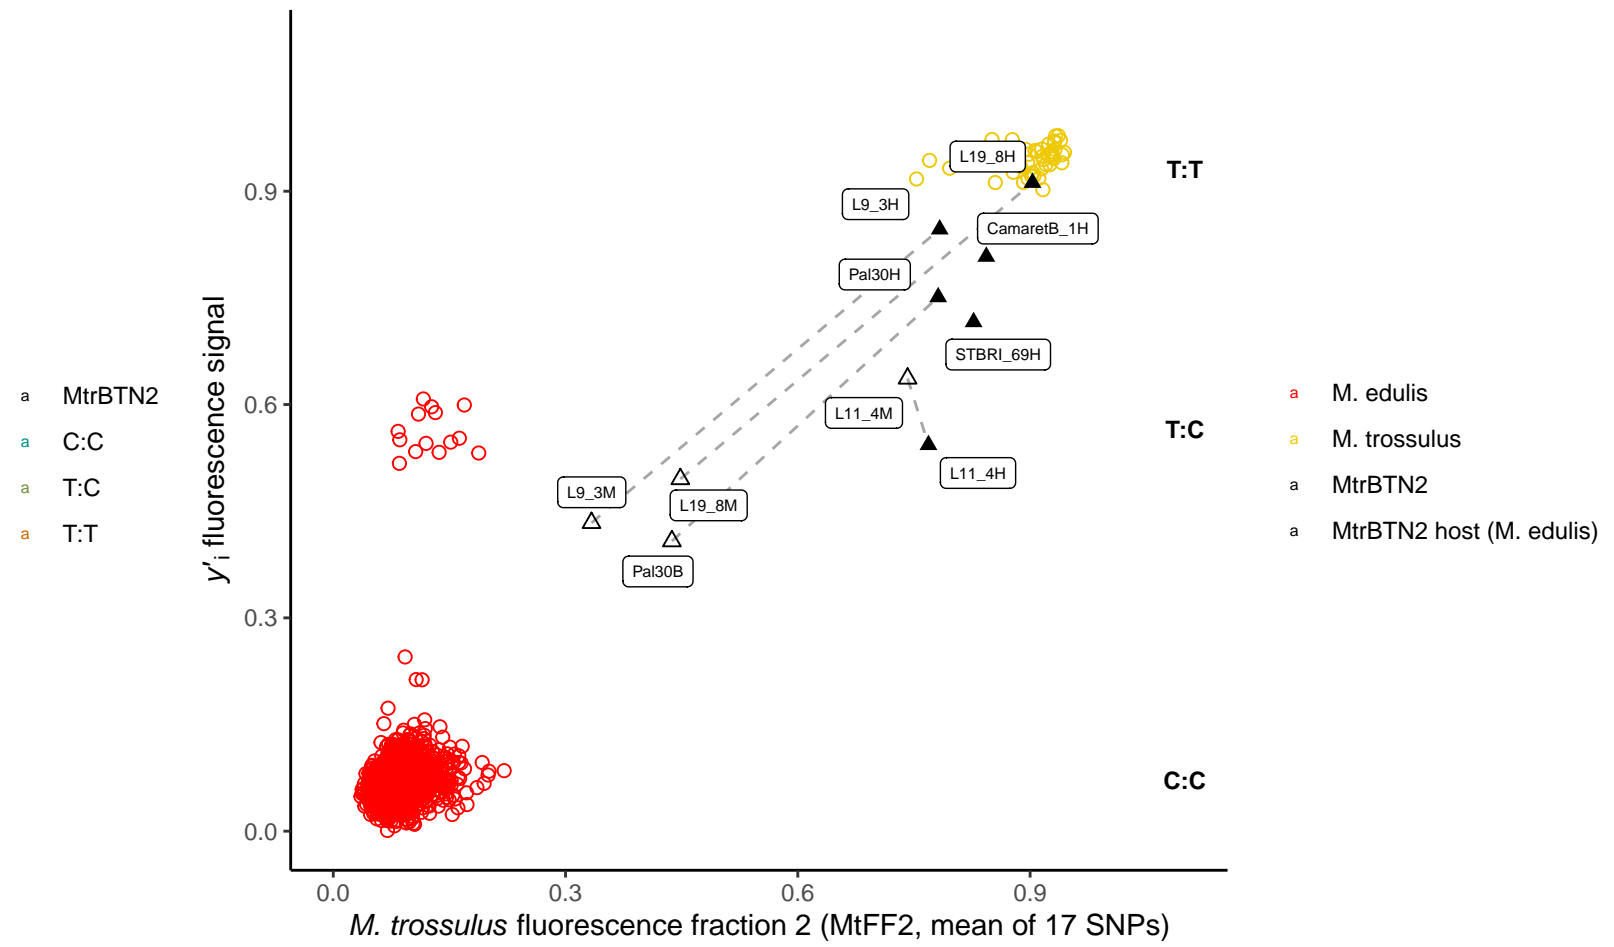 T:T
L19_8H
0.9
L9_3H
CamaretB_1H
Pal30H
STBRI_69H
y′i fluorescence signal
a MtrBTN2
a C:C
a T:C
a T:T
0.6
T:C
L11_4M
L11_4H
a M. edulis
a M. trossulus
a MtrBTN2
a MtrBTN2 host (M. edulis)
L9_3M
L19_8M
Pal30B
0.3
C:C
0.0
0.0 0.3 0.6 0.9
M. trossulus fluorescence fraction 2 (MtFF2, mean of 17 SNPs)